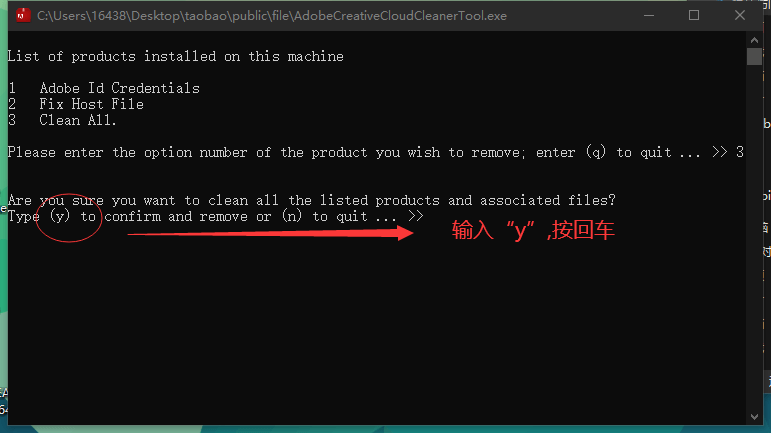 C:\Users\16438\Desktop\taobao\public\file\AdobeCreativeCloudCleanerTool.exe
List of products installed on this machine
1 Adobe Id Credentials
2 Fix Host File
3 Clean All.
Please enter the option number of the product you wish to remove; enter (q) to quit ... >> 3
Are you sure you want to clean all the listed products and associated files?
Type (y) to confirm and remove or (n) to quit ... >>
输入“y”,按回车